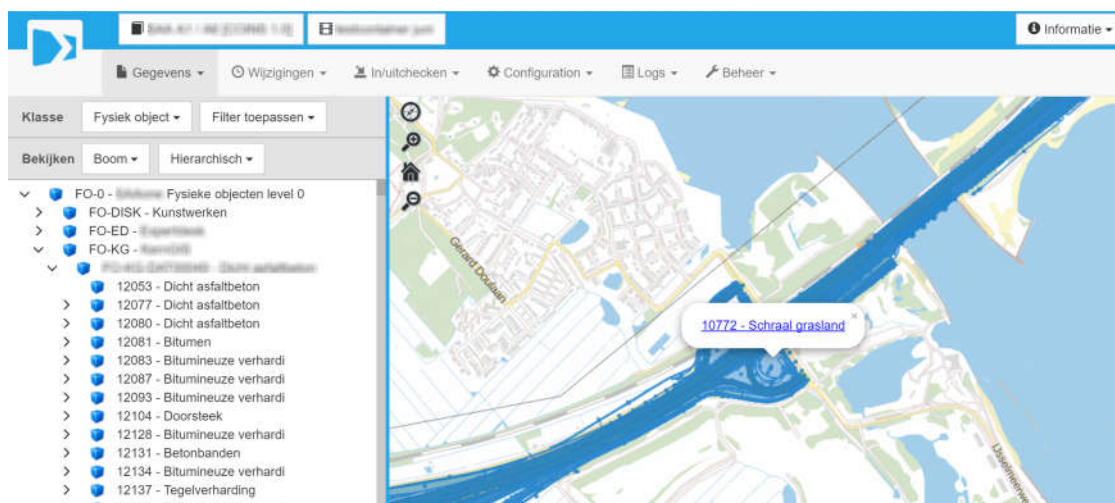 Informatie
Gegevens
Wijzigingen
In/uitchecken
Configuration
Logs
Beheer
Klasse
Fysiek object
Filter toepassen
Bekijken
Boom
Hierarchisch
FO-0 - Fysieke objecten level 0
FO-DISK - Kunstwerken
FO-ED -
FO-KG -
12053 - Dicht asfaltbeton
12077 - Dicht asfaltbeton
12080 - Dicht asfaltbeton
12081 - Bitumen
12083 - Bitumineuze verhardi
12087 - Bitumineuze verhardi
12093 - Bitumineuze verhardi
12104 - Doorsteek
12128 - Bitumineuze verhardi
12131 - Betonbanden
12134 - Bitumineuze verhardi
12137 - Tegelverharding
Gerard Doulaan
10772 - Schraal grasland
×